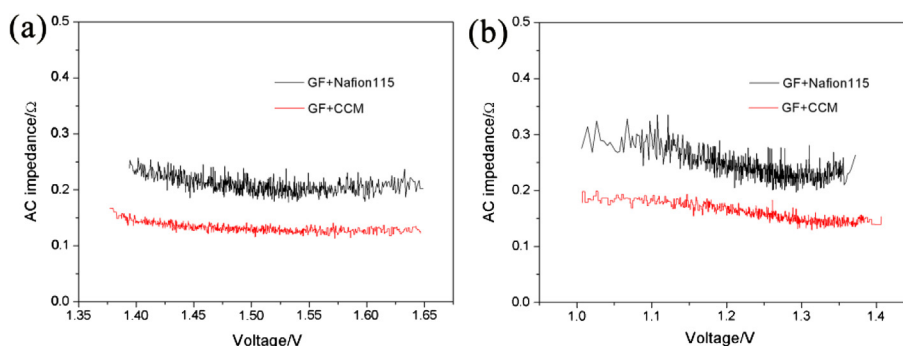 (a)
0.5
0.4
0.3
0.2
0.1
0.0
AC impedance/Ω
GF+Nafion115
GF+CCM
1.35 1.40 1.45 1.50 1.55 1.60 1.65
Voltage/V
(b)
0.5
0.4
0.3
0.2
0.1
0.0
AC impedance/Ω
GF+Nafion115
GF+CCM
1.0 1.1 1.2 1.3 1.4
Voltage/V